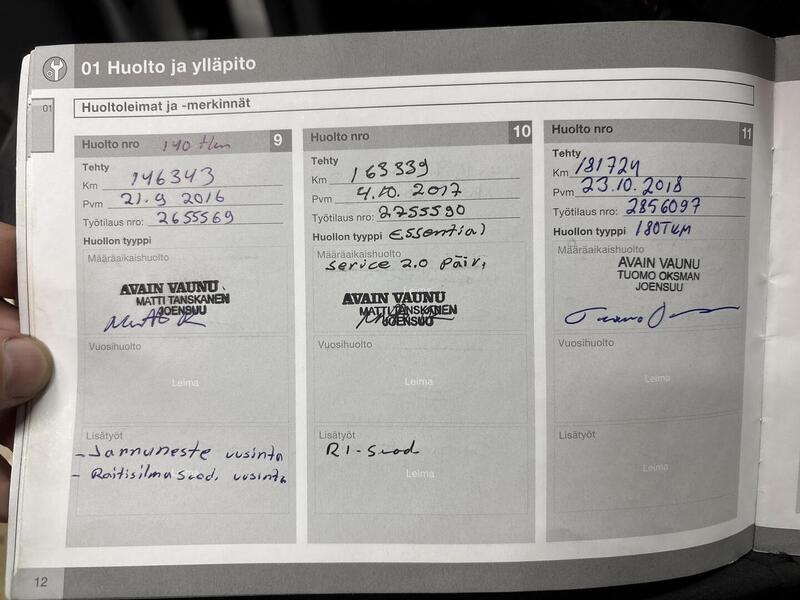 01 Huolto ja ylläpito
01
Huoltoleimat ja -merkinnät
Huolto nro 140 tkm 9
Tehty
Km 146343
Pvm 21.9 2016
Työtilaus nro: 2655569
Huollon tyyppi
Määräaikaishuolto
AVAIN VAUNU
MATTI TANSKANEN
JOENSUU
Vuosihuolto
Leima
Lisätyöt
- Jarruneste uusinta
- Raitisilmasuod. uusinta
Huolto nro 10
Tehty
Km 163339
Pvm 4.10. 2017
Työtilaus nro: 2755590
Huollon tyyppi Essential
Määräaikaishuolto
Service 2.0 päiv.
Leima
AVAIN VAUNU
MATTI TANSKANEN
JOENSUU
Vuosihuolto
Leima
Lisätyöt
RI-suod
Leima
Huolto nro 11
Tehty
Km 181724
Pvm 23.10.2018
Työtilaus nro: 2856097
Huollon tyyppi 180TKM
Määräaikaishuolto
AVAIN VAUNU
TUOMO OKSMAN
JOENSUU
Vuosihuolto
Leima
Lisätyöt
Leima
12